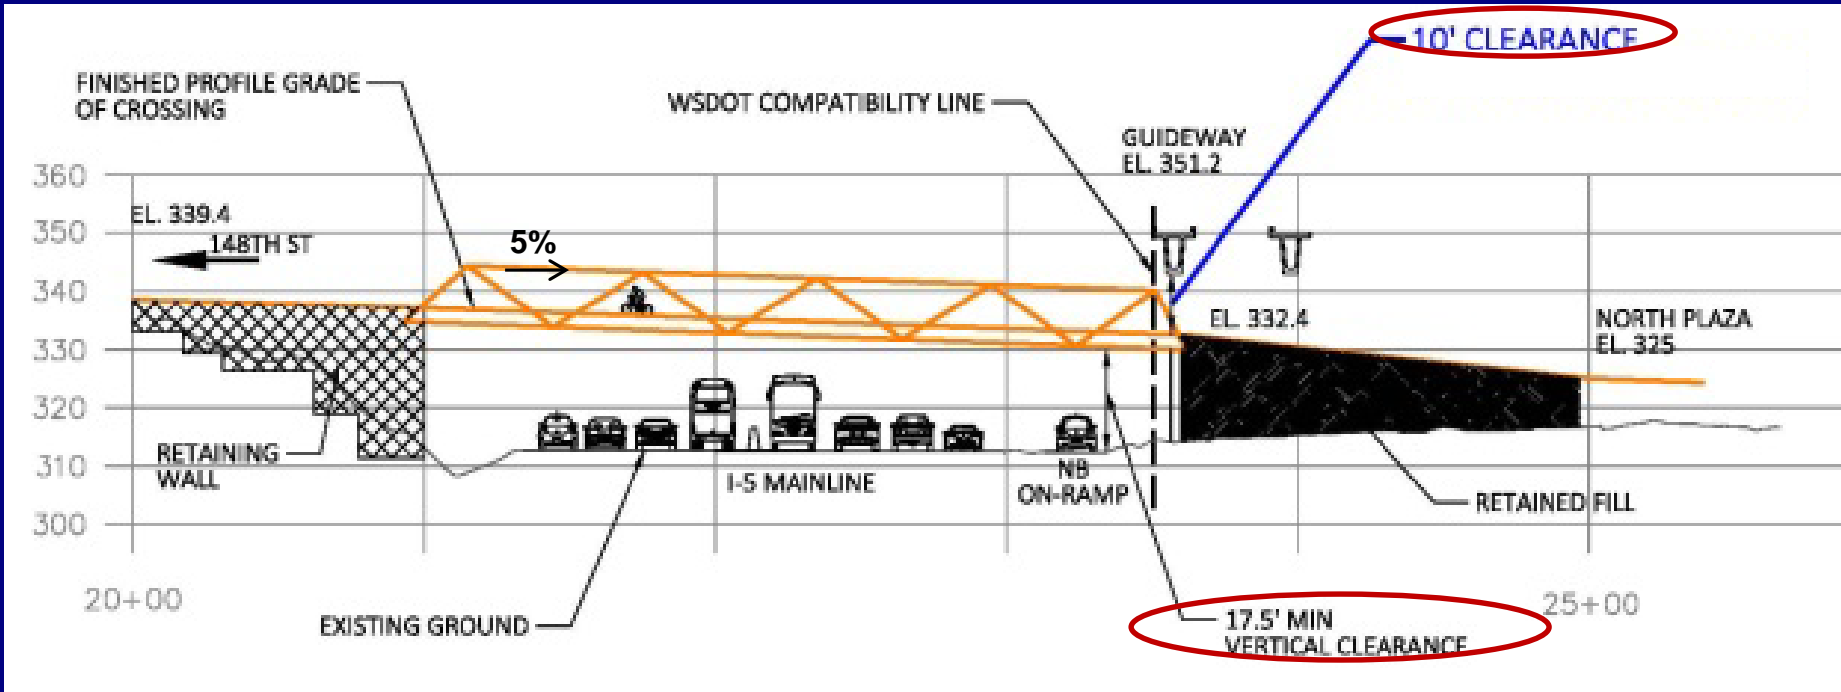 10' CLEARANCE
FINISHED PROFILE GRADE
OF CROSSING
WSDOT COMPATIBILITY LINE
GUIDEWAY
EL. 351.2
360
EL. 339.4
350
148TH ST
5%
340
EL. 332.4
NORTH PLAZA
EL. 325
330
320
RETAINING
WALL
310
I-5 MAINLINE
NB
ON-RAMP
RETAINED FILL
300
20+00
25+00
EXISTING GROUND
17.5' MIN
VERTICAL CLEARANCE